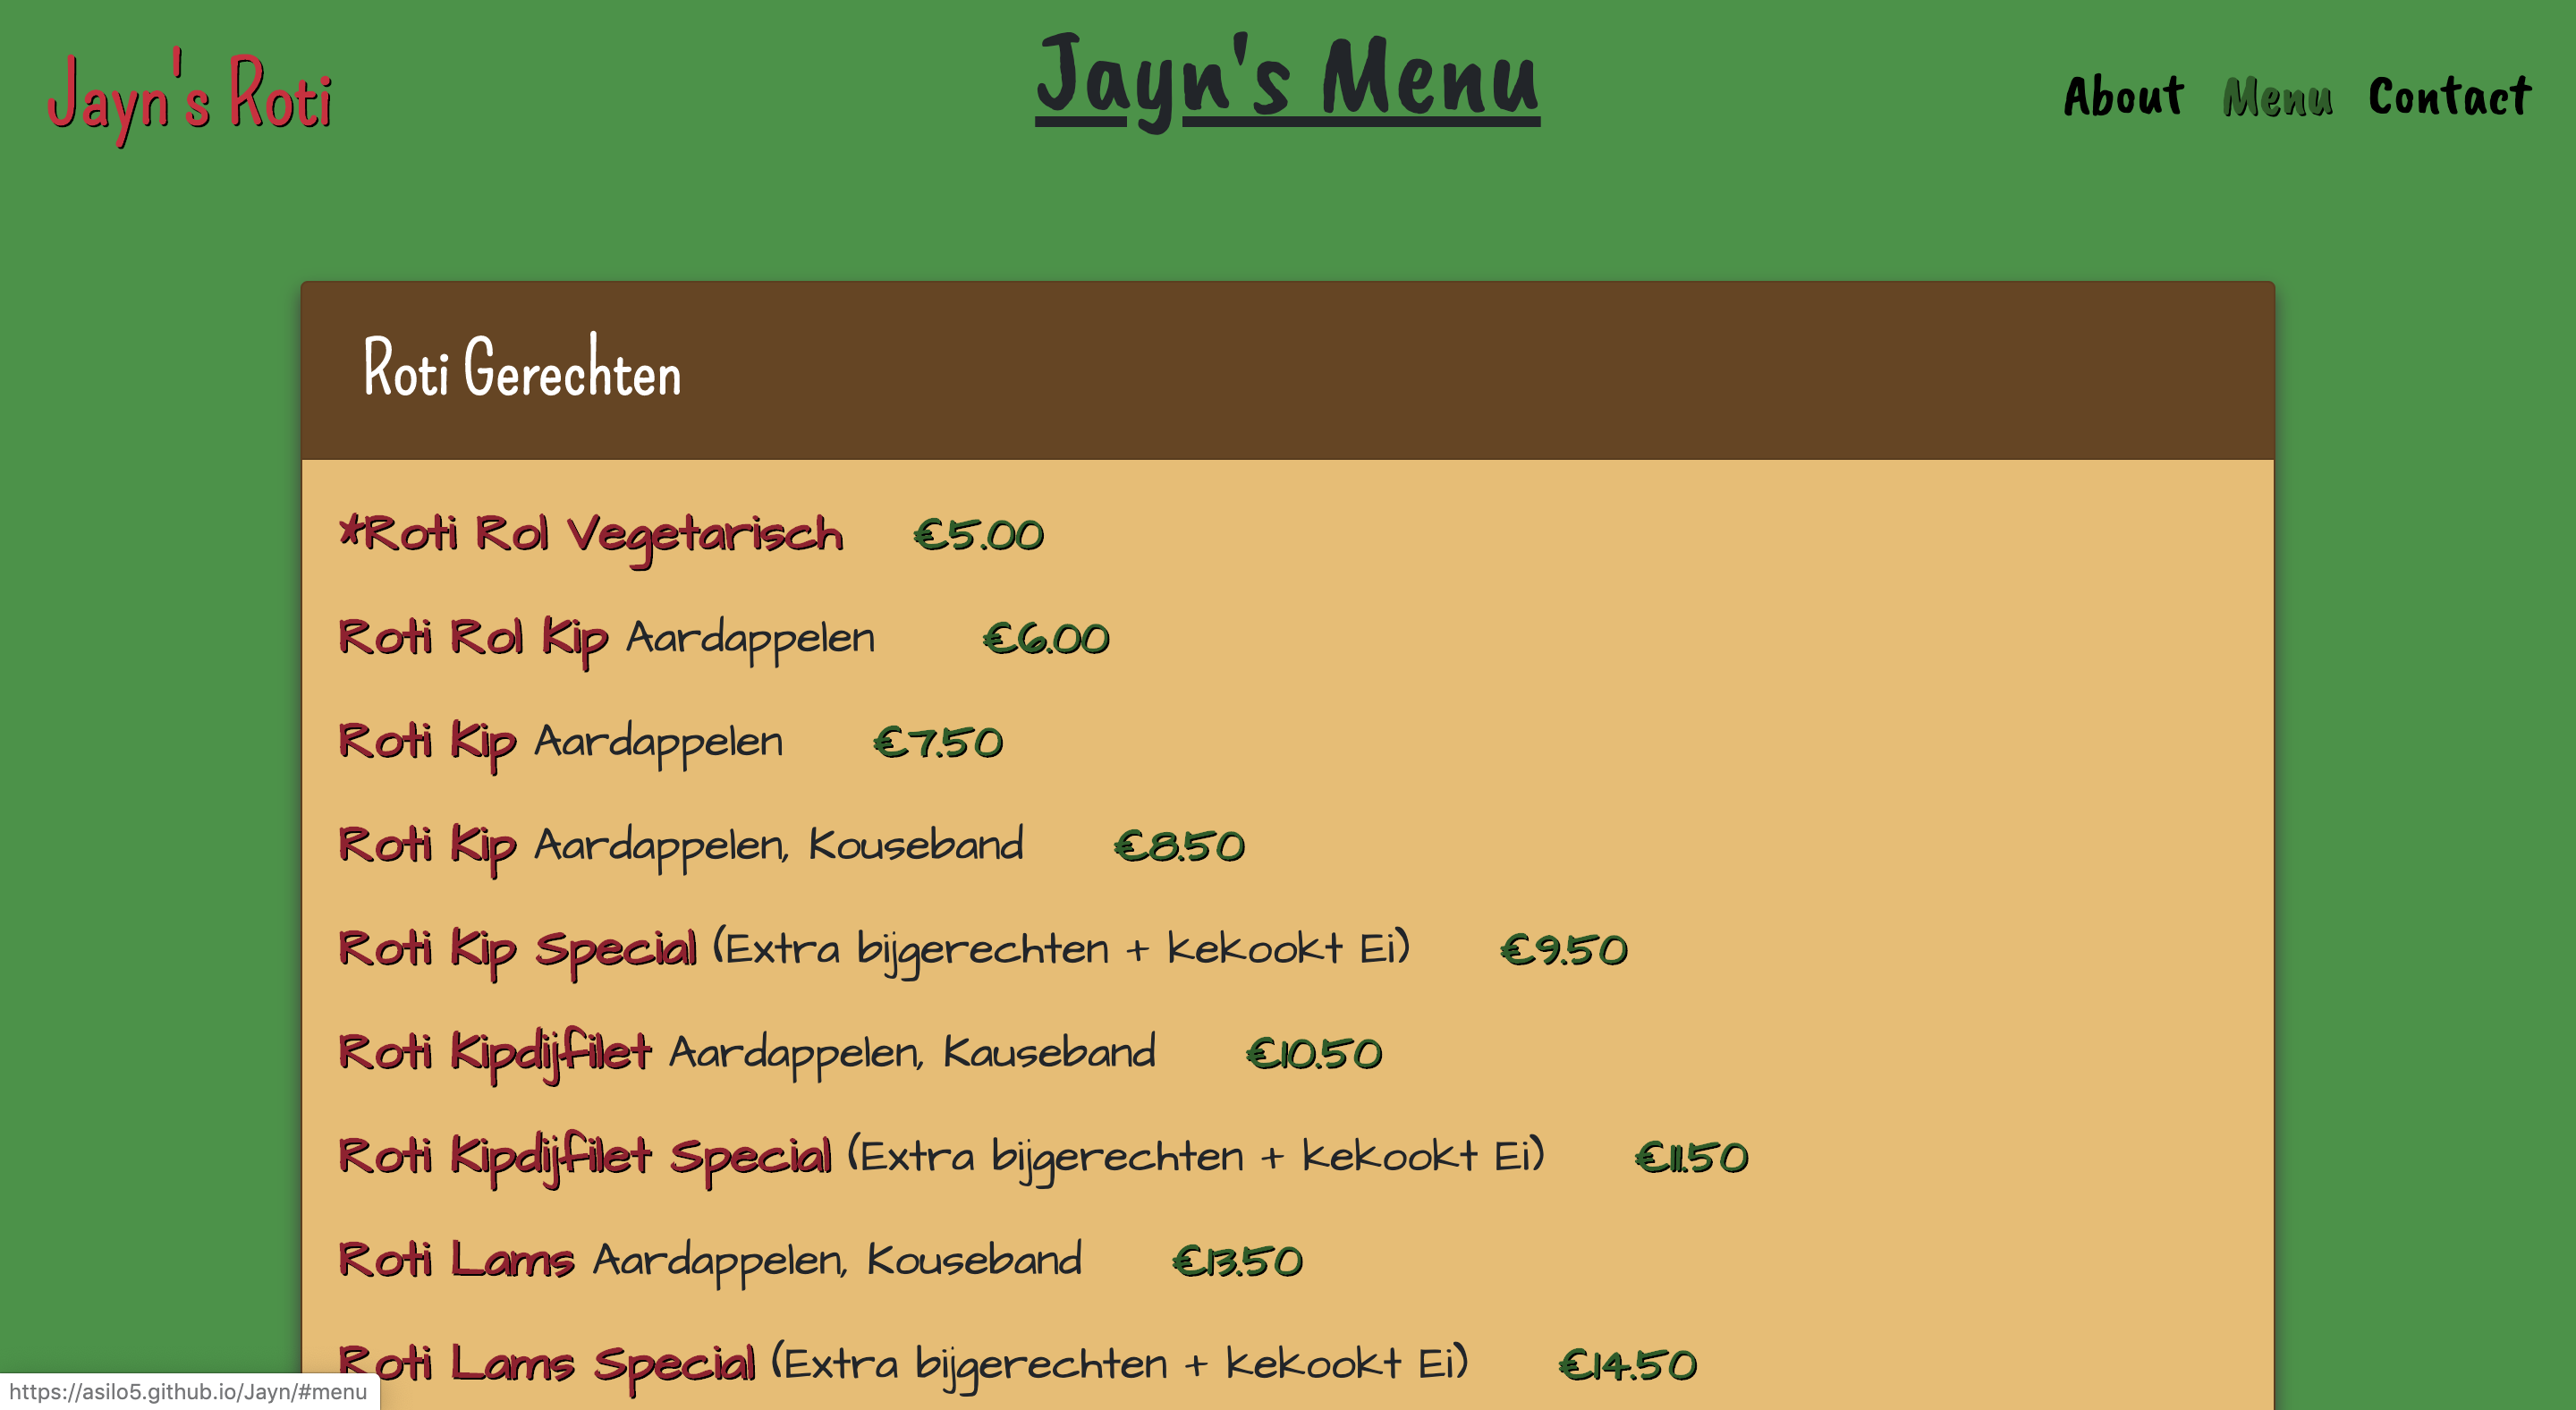 Jayn's Roti
Jayn's Menu
About Menu Contact
Roti Gerechten
*Roti Rol Vegetarisch €5.00
Roti Rol Kip Aardappelen €6.00
Roti Kip Aardappelen €7.50
Roti Kip Aardappelen, Kouseband €8.50
Roti Kip Special (Extra bijgerechten + kekookt Ei) €9.50
Roti Kipdijfilet Aardappelen, Kauseband €10.50
Roti Kipdijfilet Special (Extra bijgerechten + kekookt Ei) €11.50
Roti Lams Aardappelen, Kouseband €13.50
Roti Lams Special (Extra bijgerechten + kekookt Ei) €14.50
https://asilo5.github.io/Jayn/#menu